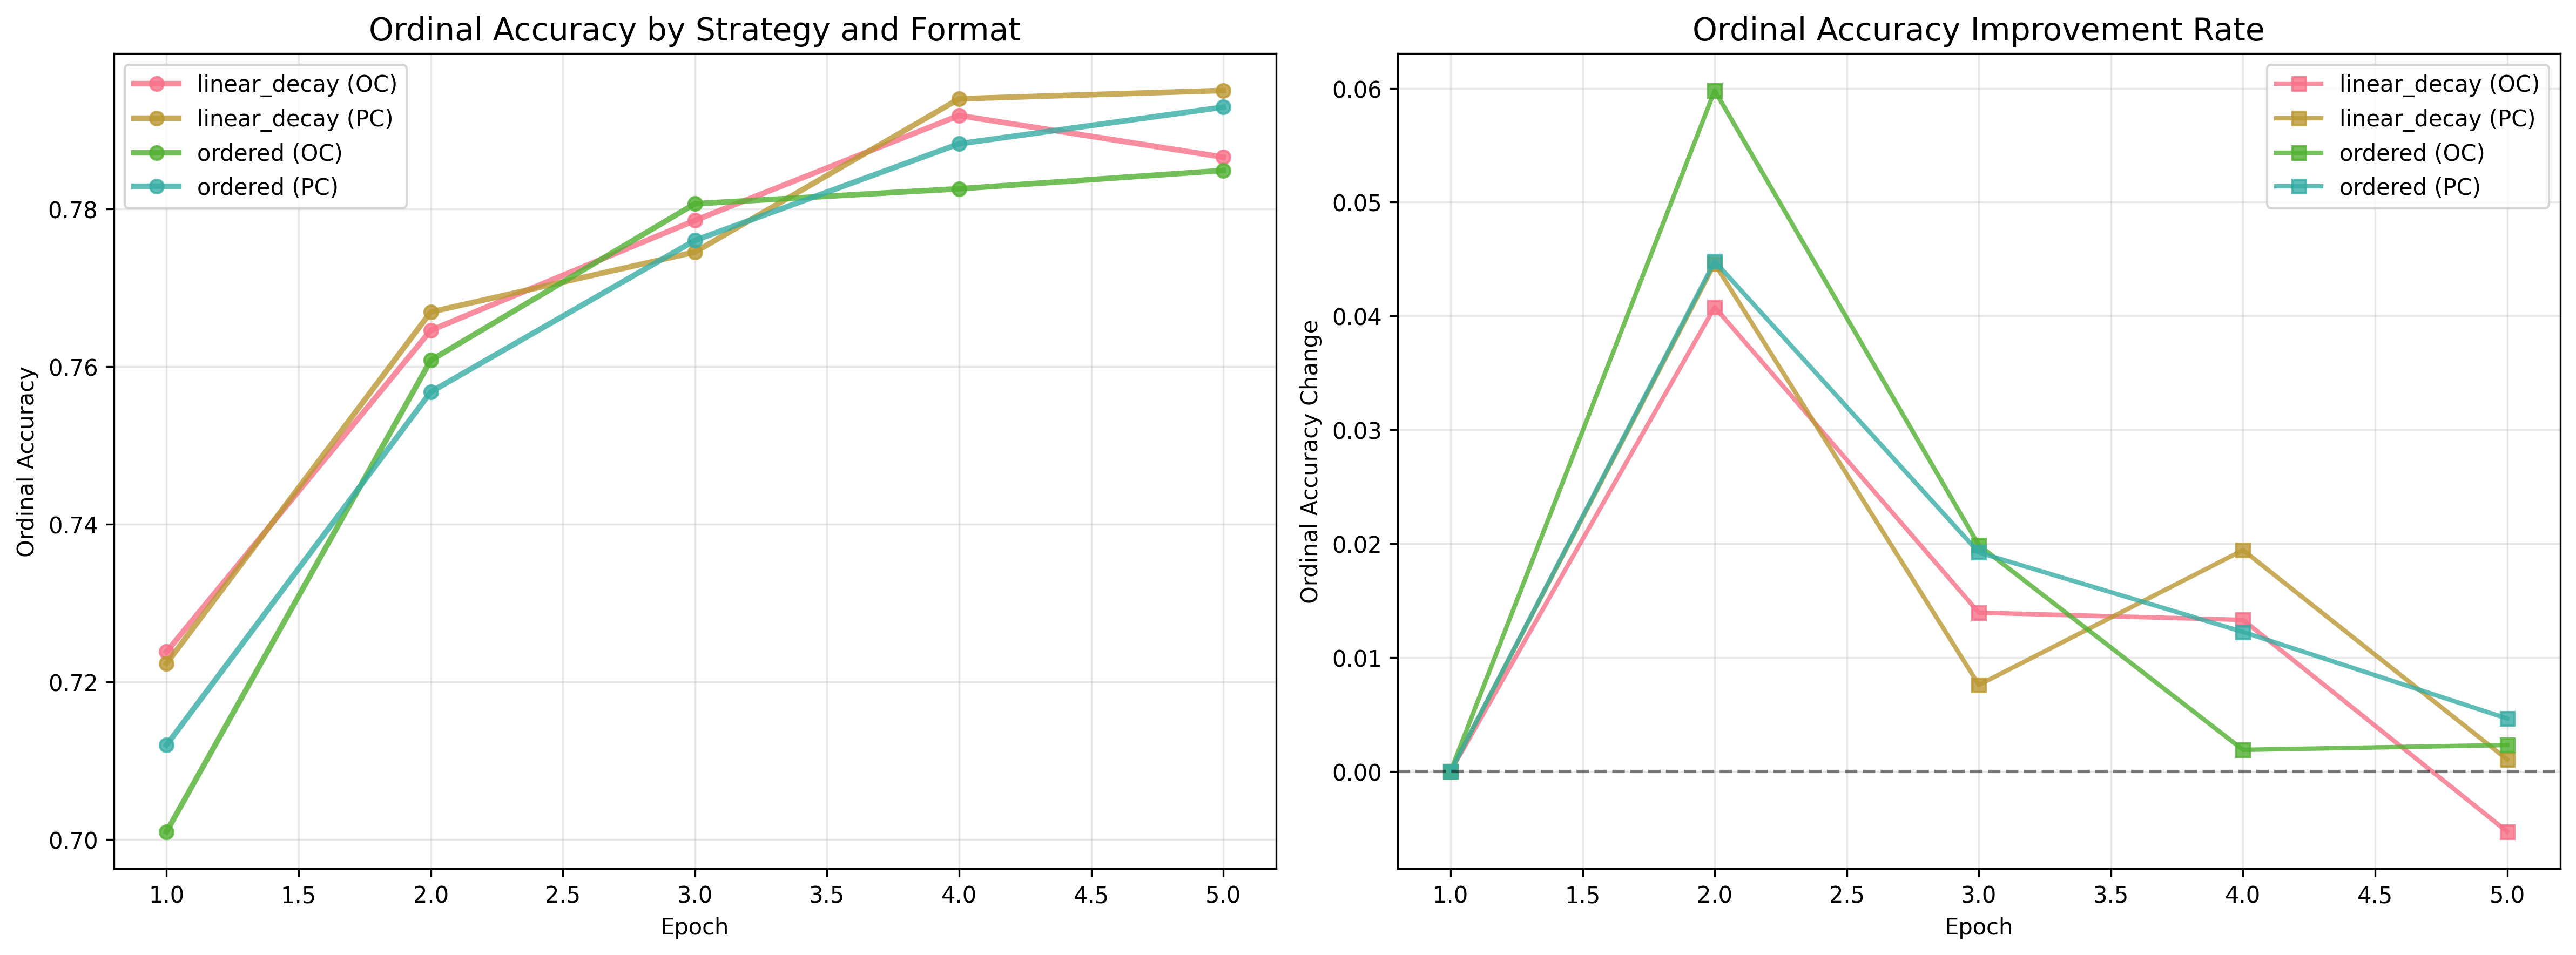 Ordinal Accuracy by Strategy and Format
linear_decay (OC)
linear_decay (PC)
ordered (OC)
ordered (PC)
Ordinal Accuracy
0.78
0.76
0.74
0.72
0.70
1.0 1.5 2.0 2.5 3.0 3.5 4.0 4.5 5.0
Epoch
Ordinal Accuracy Improvement Rate
linear_decay (OC)
linear_decay (PC)
ordered (OC)
ordered (PC)
Ordinal Accuracy Change
0.06
0.05
0.04
0.03
0.02
0.01
0.00
1.0 1.5 2.0 2.5 3.0 3.5 4.0 4.5 5.0
Epoch